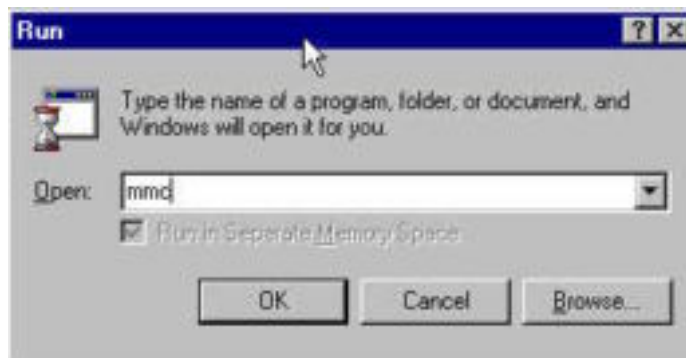 Run
Type the name of a program, folder, or document, and
Windows will open it for you.
Open: mmc
Run in Seperate Memory Space
OK Cancel Browse...